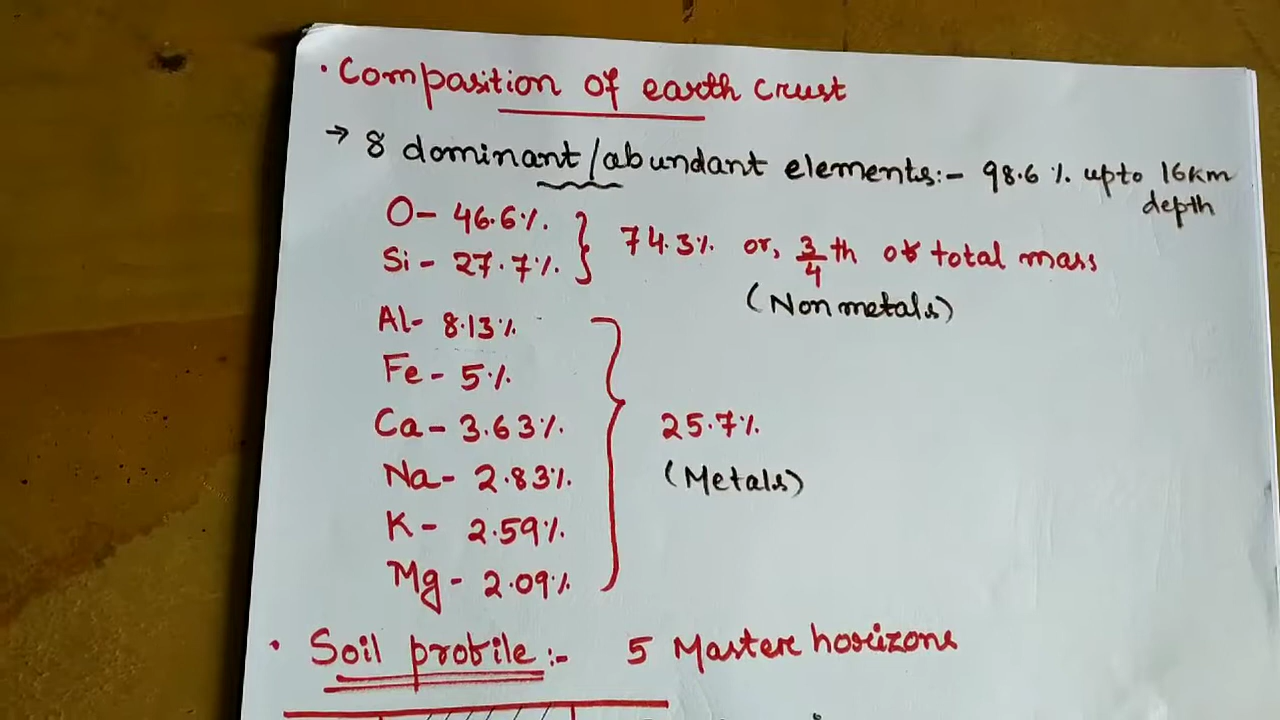 • Composition of earth crust
→ 8 dominant/abundant elements:- 98.6% upto 16km depth
O- 46.6%
Si- 27.7%
74.3% or, 3/4th of total mass
(Nonmetals)
Al- 8.13%
Fe- 5%
Ca- 3.63%
Na- 2.83%
K- 2.59%
Mg- 2.09%
25.7%
(Metals)
• Soil profile:- 5 Master horizons